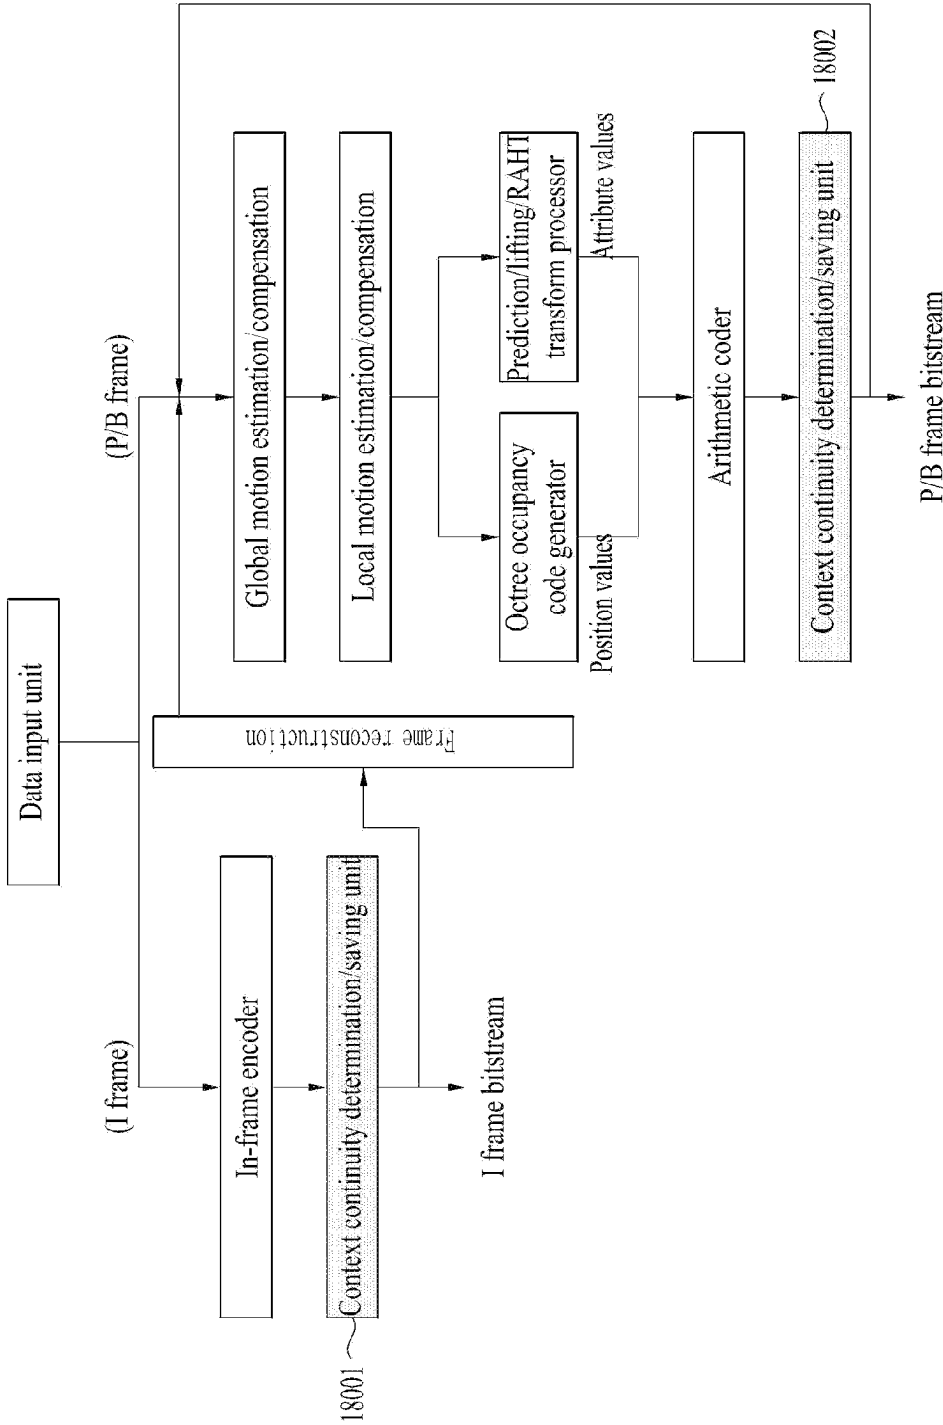 Data input unit
(I frame)
(P/B frame)
In-frame encoder
18001
Context continuity determination/saving unit
I frame bitstream
Frame reconstruction
Global motion estimation/compensation
Local motion estimation/compensation
Octree occupancy
code generator
Position values
Prediction/lifting/RAHT
transform processor
Attribute values
Arithmetic coder
Context continuity determination/saving unit
18002
P/B frame bitstream